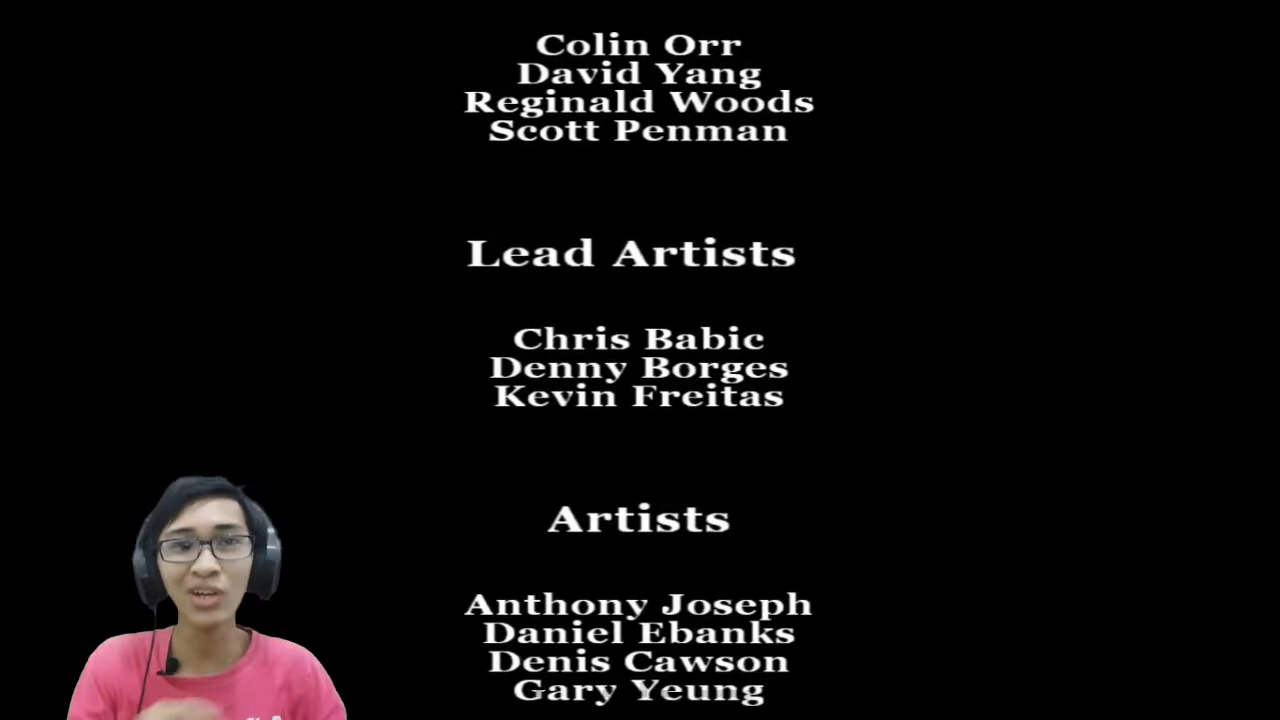 Colin Orr
David Yang
Reginald Woods
Scott Penman
Lead Artists
Chris Babic
Denny Borges
Kevin Freitas
Artists
Anthony Joseph
Daniel Ebanks
Denis Cawson
Gary Yeung